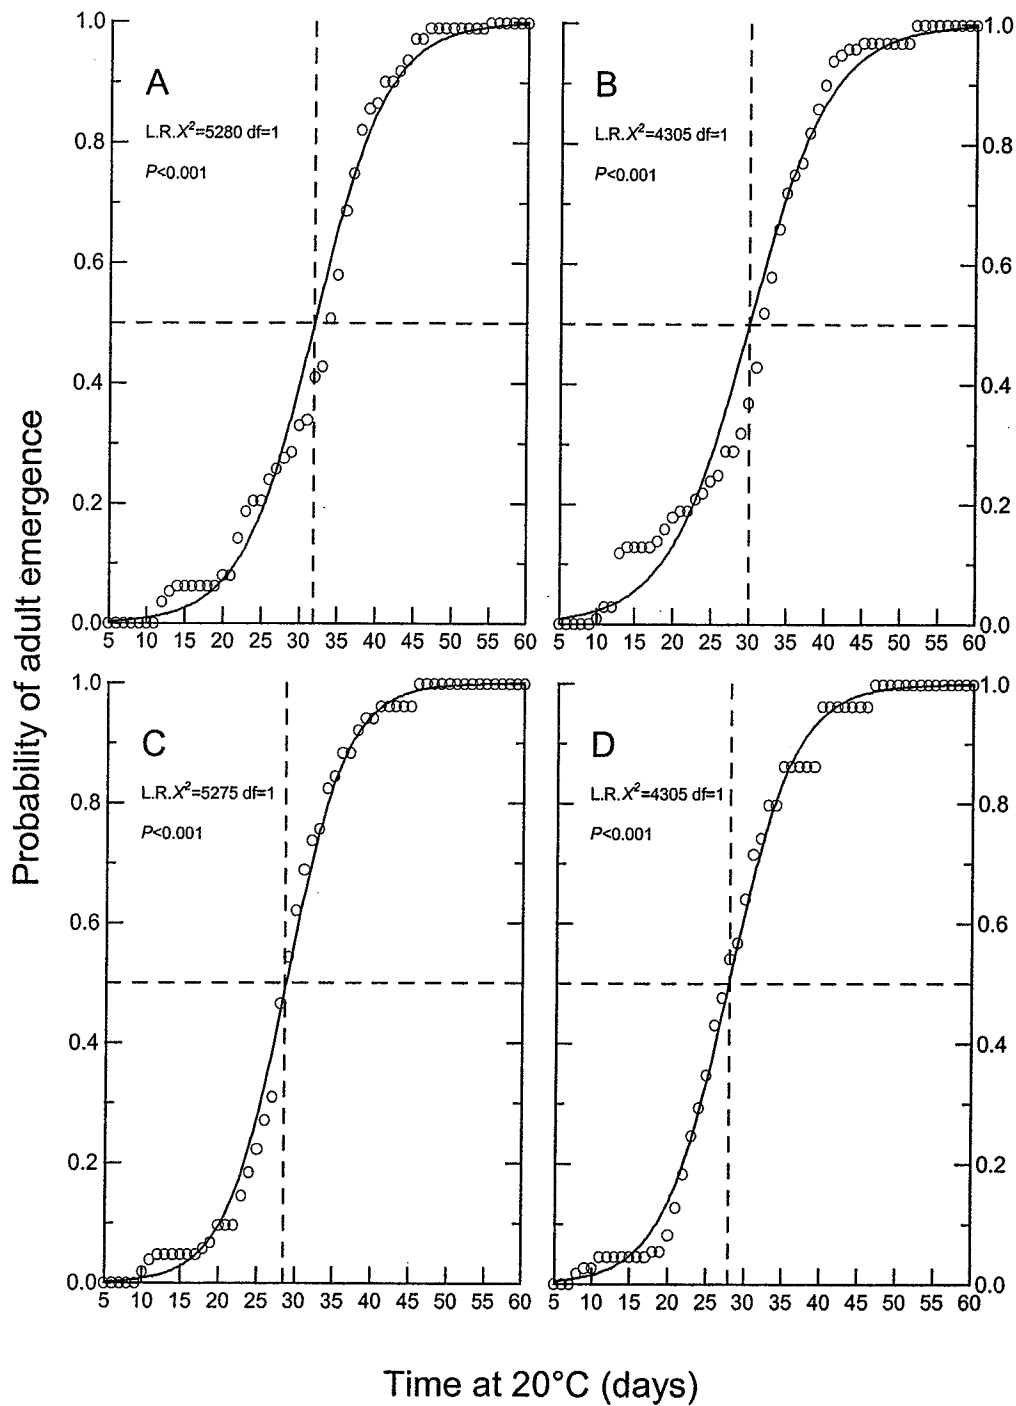 1.0
0.8
0.6
0.4
0.2
0.0
5 10 15 20 25 30 35 40 45 50 55 60
A
L.R.X²=5280 df=1
P<0.001
1.0
0.8
0.6
0.4
0.2
0.0
5 10 15 20 25 30 35 40 45 50 55 60
B
L.R.X²=4305 df=1
P<0.001
Probability of adult emergence
1.0
0.8
0.6
0.4
0.2
0.0
5 10 15 20 25 30 35 40 45 50 55 60
C
L.R.X²=5275 df=1
P<0.001
1.0
0.8
0.6
0.4
0.2
0.0
5 10 15 20 25 30 35 40 45 50 55 60
D
L.R.X²=4305 df=1
P<0.001
Time at 20°C (days)